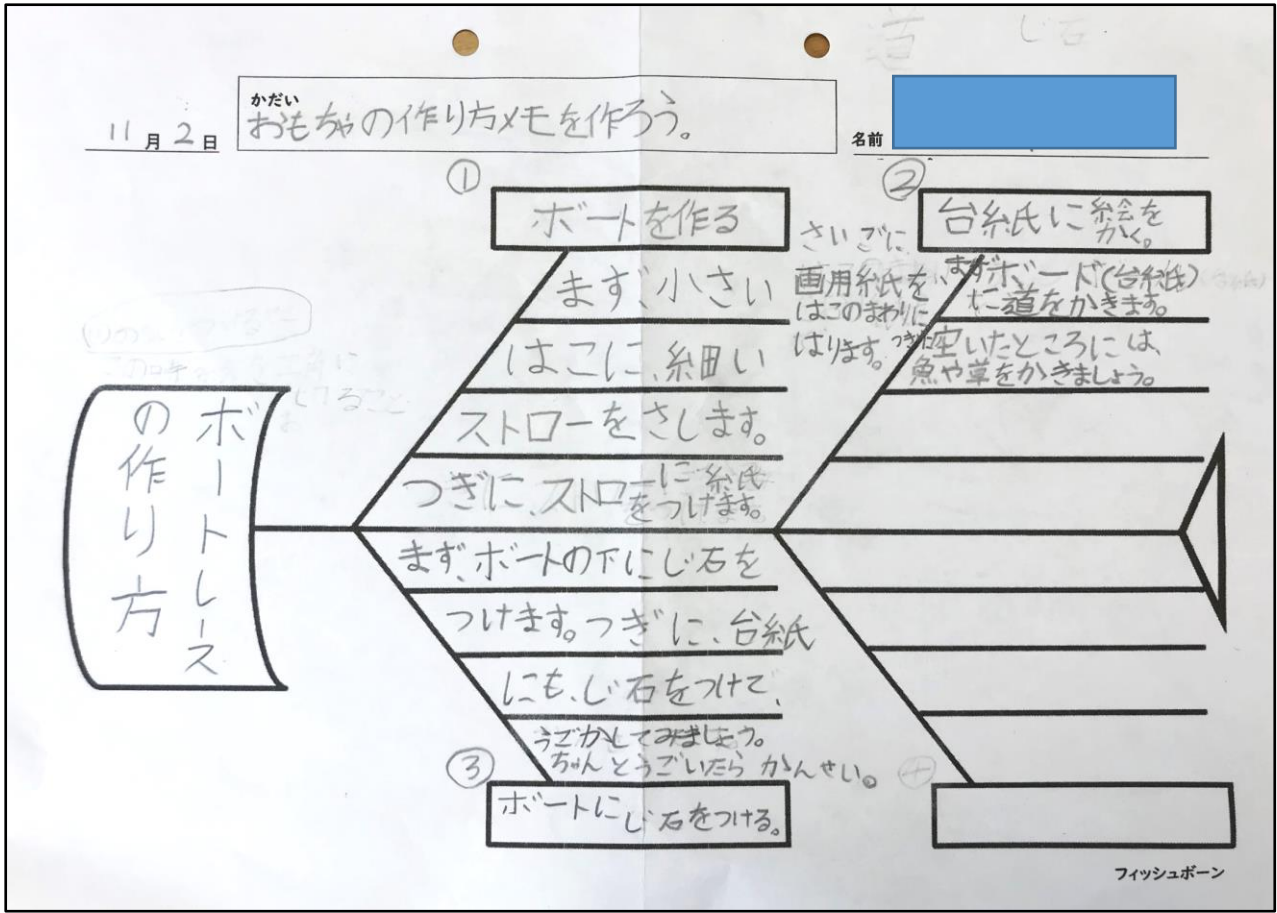 道 じ石
11月2日
かだい
おもちゃの作り方メモを作ろう。
名前
ボートレース
の作り方
①
ボートを作る
まず、小さい
はこに、細い
ストローをさします。
つぎに、ストローに紙
をつけます。
さいごに、
画用紙を
はこのまわりに
はります。
②
台紙に絵を
かく。
まずボード(台紙)
に道をかきます。
つぎに空いたところには、
魚や草をかきましょう。
まず、ボートの下にじ石を
つけます。つぎに、台紙
にも、じ石をつけて、
うごかしてみましょう。
ちゃんとうごいたら かんせい。
③
ボートにじ石をつける。
フィッシュボーン